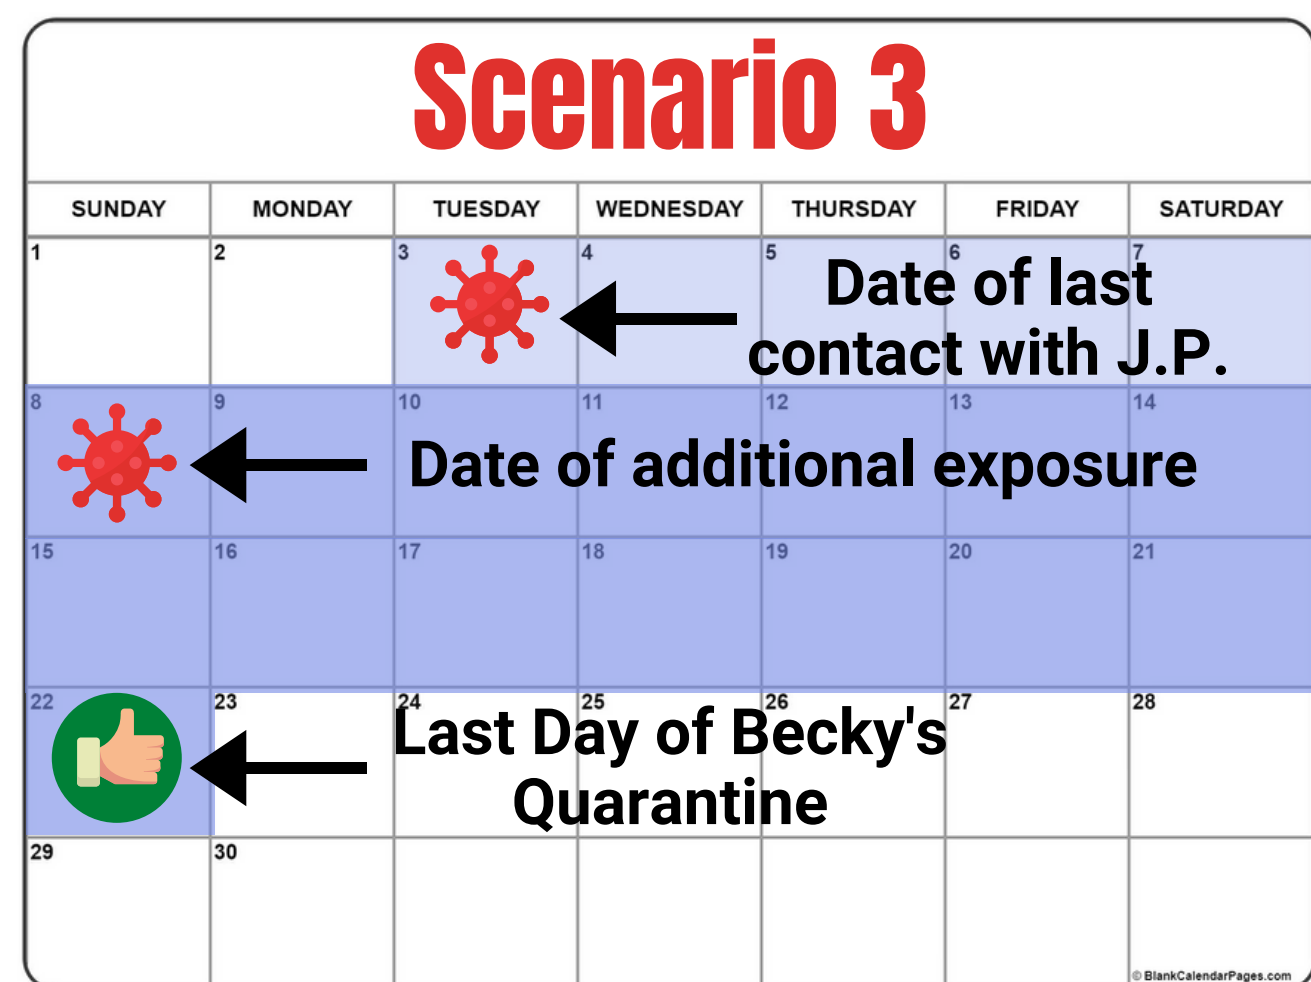 Scenario 3
SUNDAY MONDAY TUESDAY WEDNESDAY THURSDAY FRIDAY SATURDAY
1 2 3 4 5 6 7
Date of last
contact with J.P.
8 9 10 11 12 13 14
Date of additional exposure
15 16 17 18 19 20 21
22 23 24 25 26 27 28
Last Day of Becky's
Quarantine
29 30
© BlankCalendarPages.com